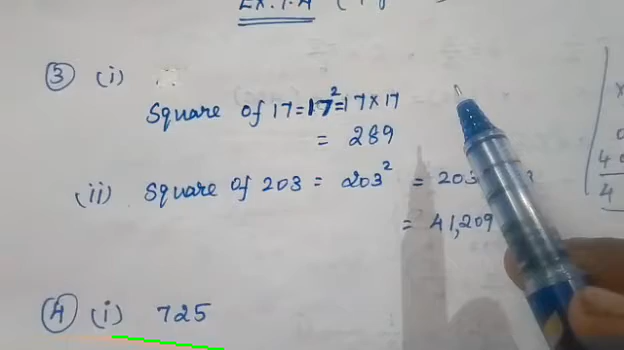 Ex. 1.4
③ (i)
Square of 17 = 17² = 17 × 17
= 289
(ii) Square of 203 = 203² = 203
= 41,209
④ (i) 725